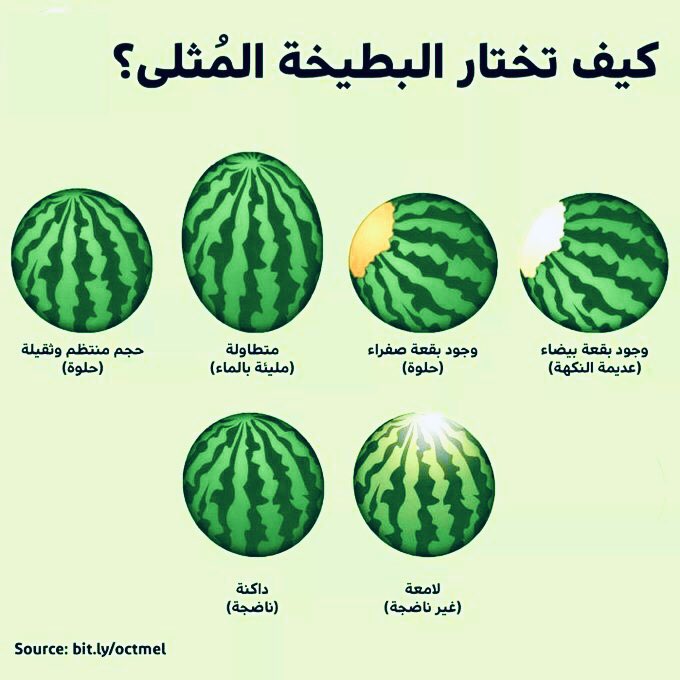 كيف تختار البطيخة المُثلى؟
وجود بقعة بيضاء
(عديمة النكهة)
وجود بقعة صفراء
(حلوة)
متطاولة
(مليئة بالماء)
حجم منتظم وثقيلة
(حلوة)
لامعة
(غير ناضجة)
داكنة
(ناضجة)
Source: bit.ly/octmel